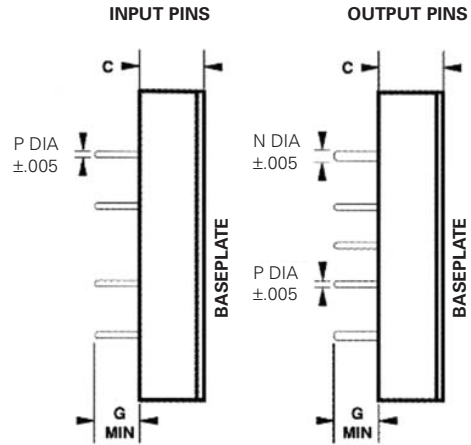 INPUT PINS
C
P DIA
±.005
BASEPLATE
G
MIN
OUTPUT PINS
C
N DIA
±.005
P DIA
±.005
BASEPLATE
G
MIN